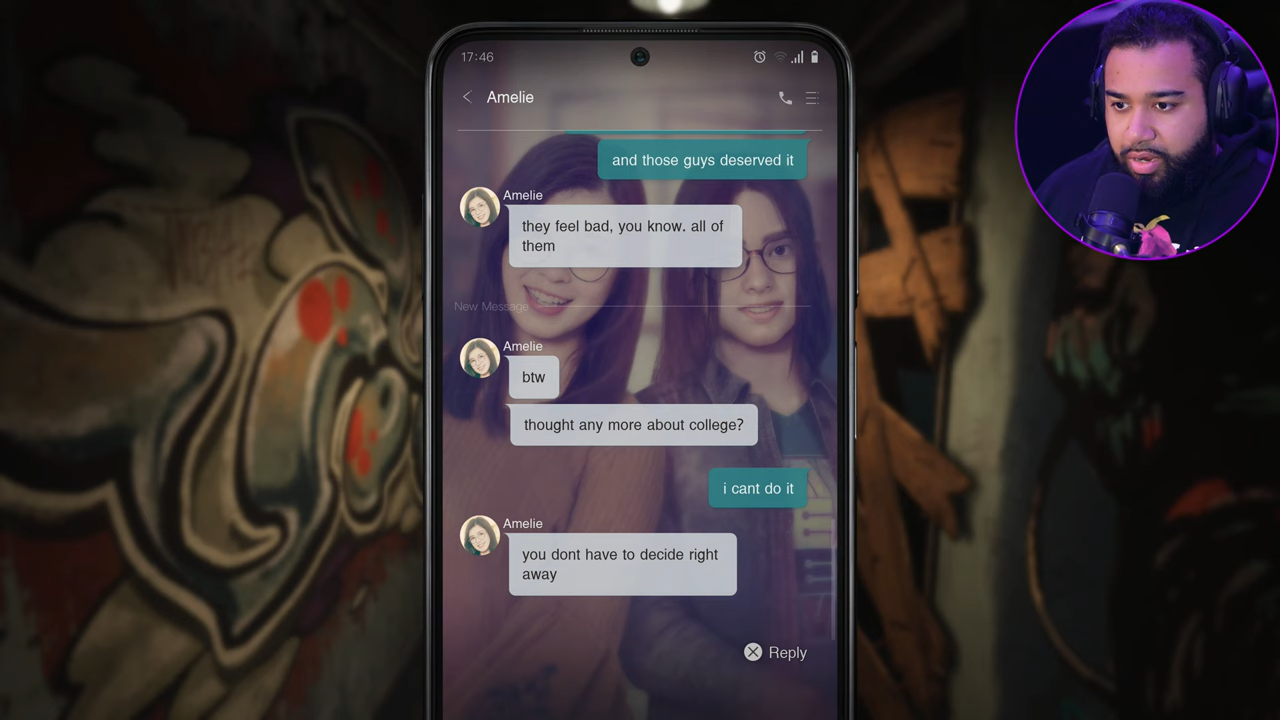 17:46
Amelie
and those guys deserved it
Amelie
they feel bad, you know. all of
them
New Message
Amelie
btw
thought any more about college?
i cant do it
Amelie
you dont have to decide right
away
Reply